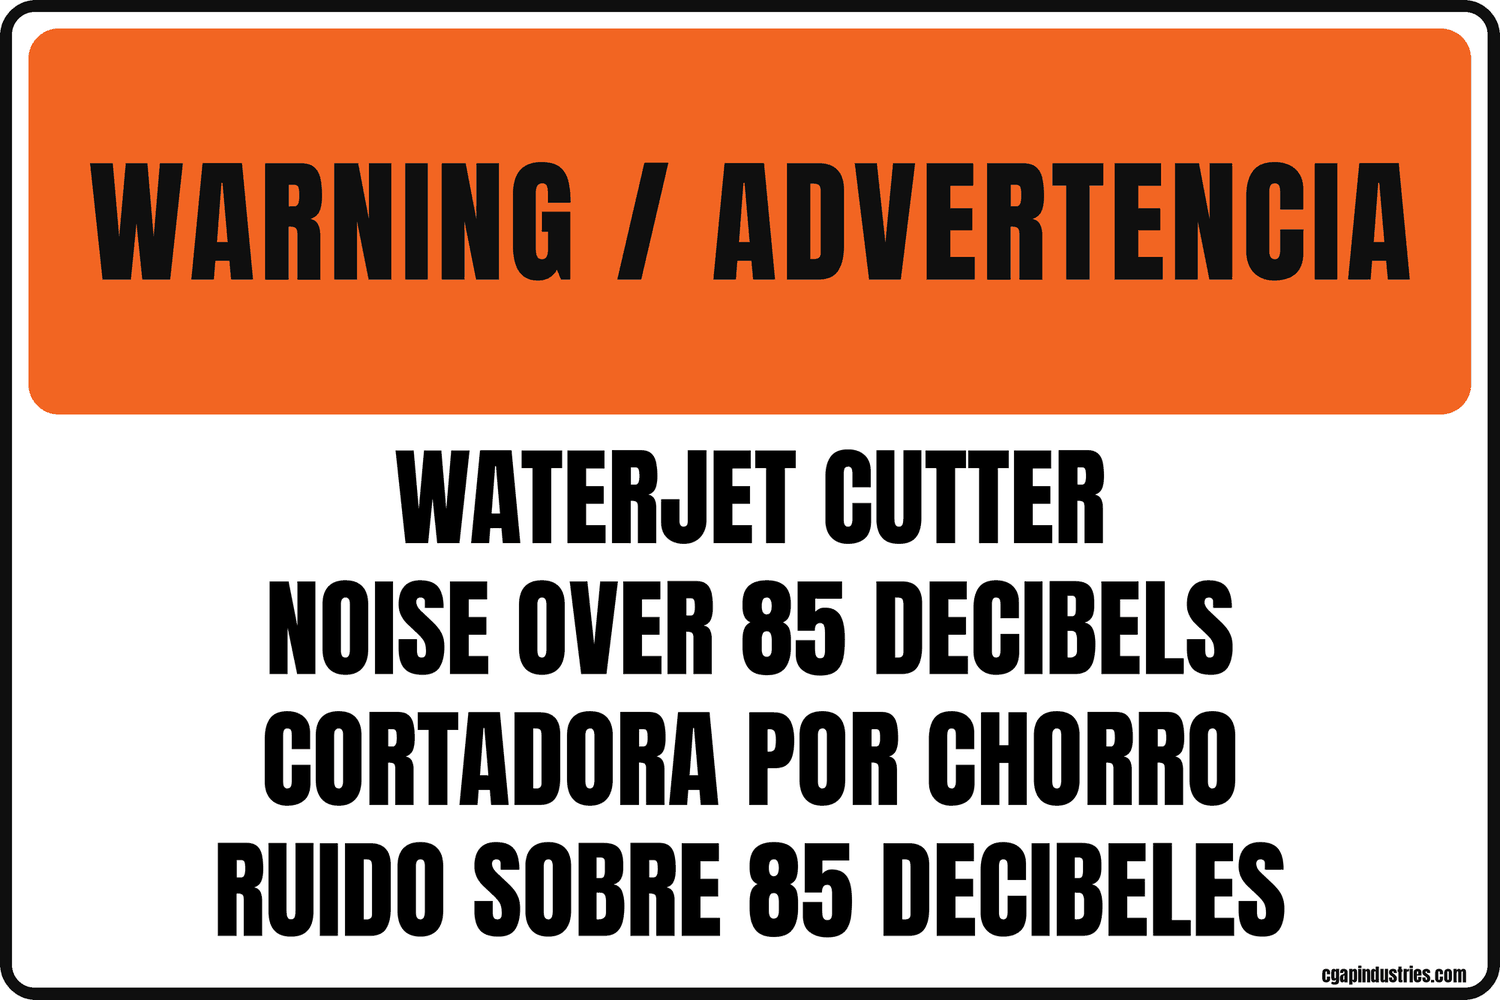 WARNING / ADVERTENCIA
WATERJET CUTTER
NOISE OVER 85 DECIBELS
CORTADORA POR CHORRO
RUIDO SOBRE 85 DECIBELES
cgapindustries.com